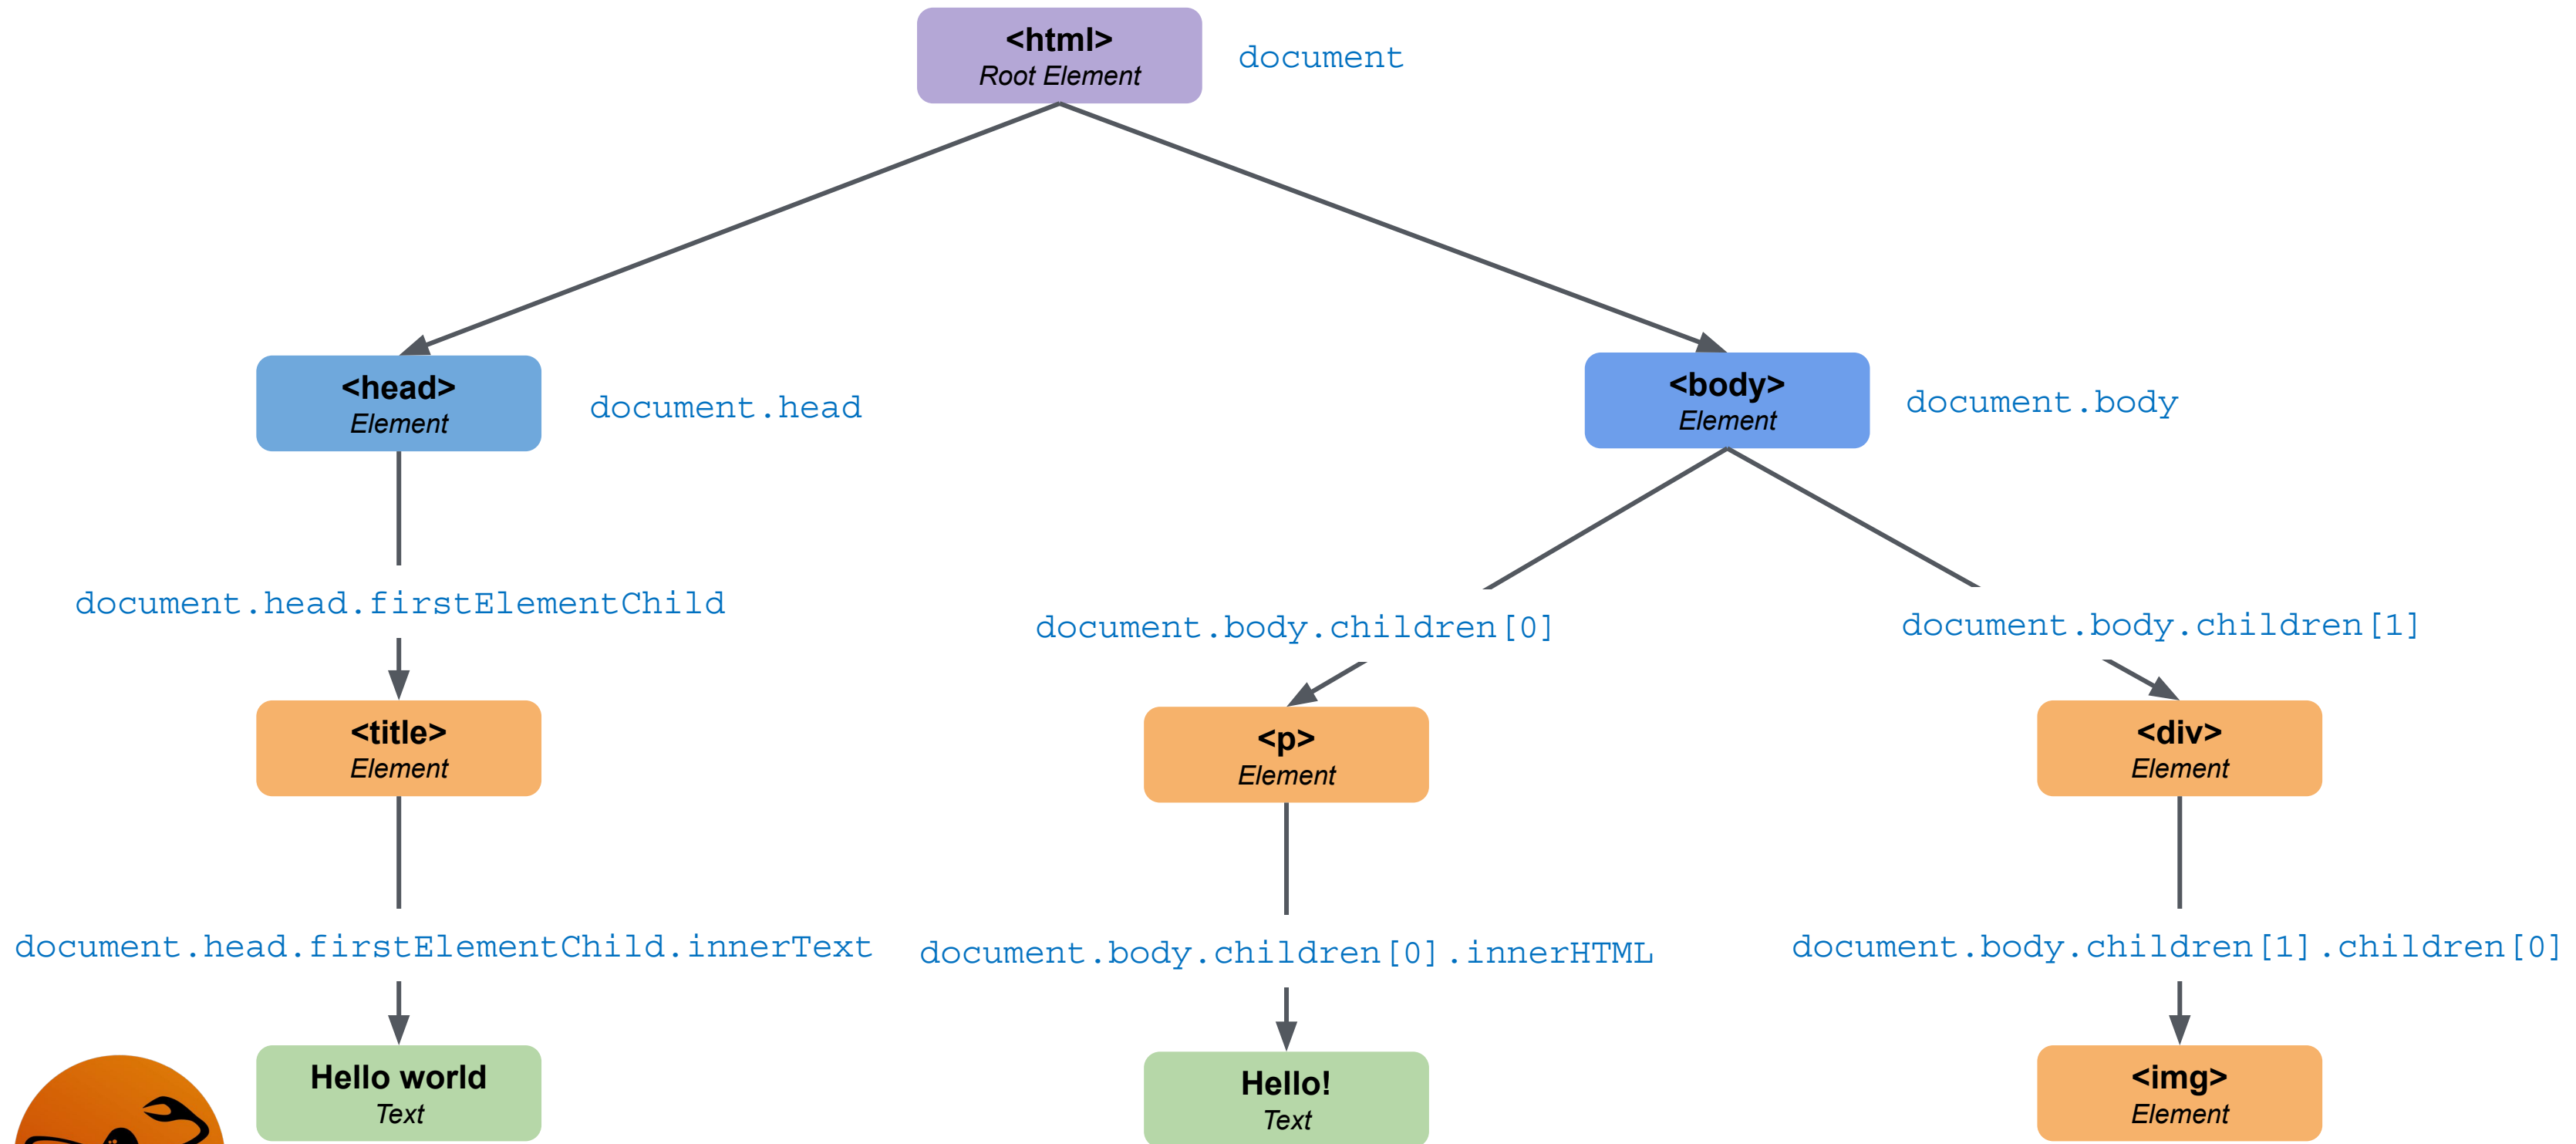 <html>
Root Element
document
<head>
Element
document.head
<body>
Element
document.body
document.head.firstElementChild
document.body.children[0]
document.body.children[1]
<title>
Element
<p>
Element
<div>
Element
document.head.firstElementChild.innerText
document.body.children[0].innerHTML
document.body.children[1].children[0]
Hello world
Text
Hello!
Text
<img>
Element